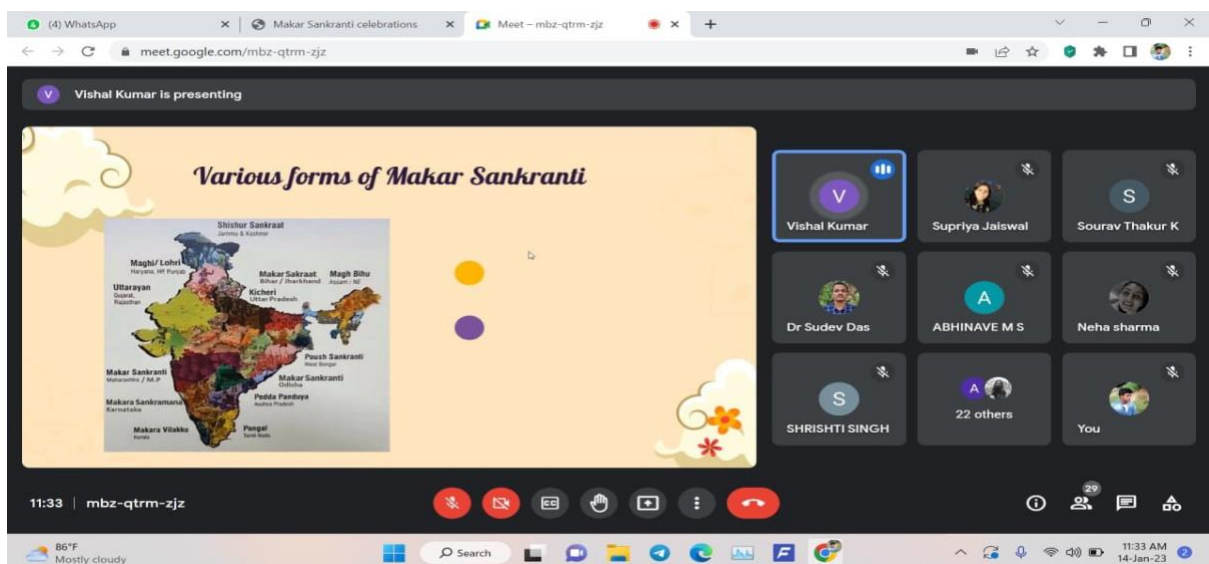 (4) WhatsApp
Makar Sankranti celebrations
Meet – mbz-qtrm-zjz
meet.google.com/mbz-qtrm-zjz
V
Vishal Kumar is presenting
Various forms of Makar Sankranti
Shishur Sankraat
Jammu & Kashmir
Maghi/ Lohri
Haryana, HP, Punjab
Makar Sakraat
Bihar / Jharkhand
Magh Bihu
Assam / NE
Uttarayan
Gujarat,
Rajasthan
Kicheri
Uttar Pradesh
Poush Sankranti
West Bengal
Makar Sankranti
Maharashtra / M.P
Makar Sankranti
Odisha
Makara Sankramana
Karnataka
Pedda Panduga
Andhra Pradesh
Makara Vilakku
Kerala
Pongal
Tamil Nadu
V
Vishal Kumar
Supriya Jaiswal
S
Sourav Thakur K
Dr Sudev Das
A
ABHINAVE M S
Neha sharma
S
SHRISHTI SINGH
A
22 others
You
11:33 | mbz-qtrm-zjz
CC
29
86°F
Mostly cloudy
Search
F
11:33 AM
14-Jan-23
2